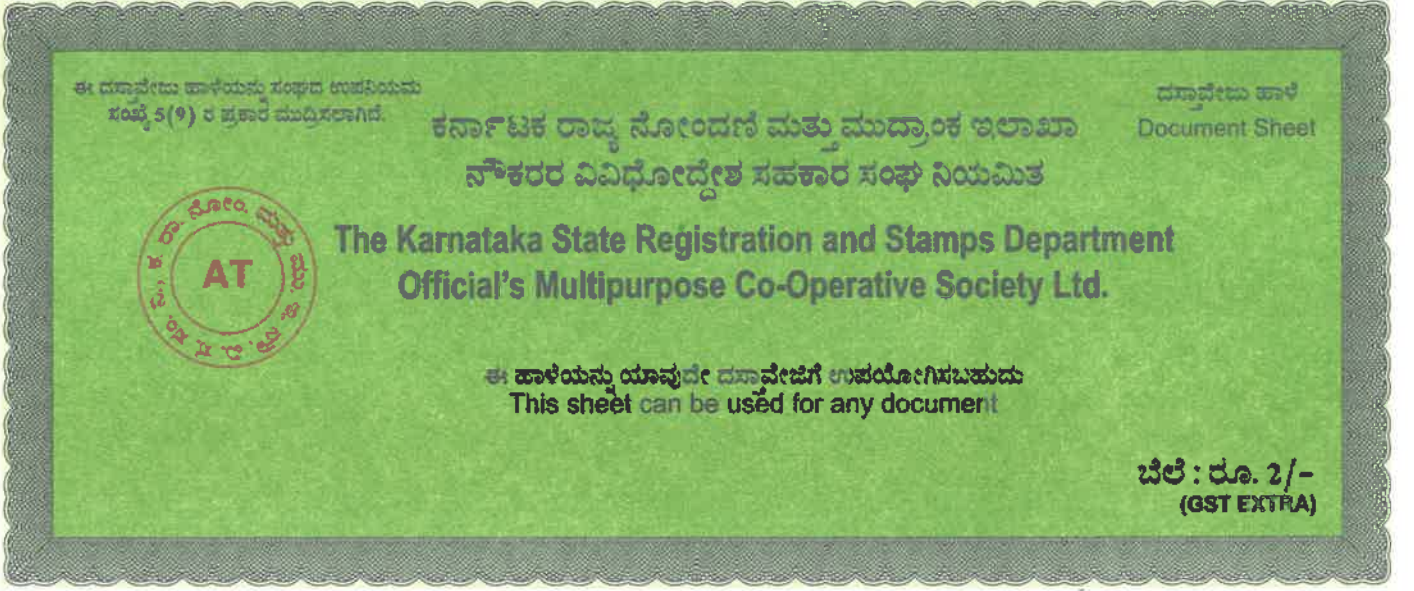 ಈ ದಸ್ತಾವೇಜು ಹಾಳೆಯನ್ನು ಸಂಘದ ಉಪನಿಯಮ
ಸಂಖ್ಯೆ 5(9) ರ ಪ್ರಕಾರ ಮುದ್ರಿಸಲಾಗಿದೆ.
ದಸ್ತಾವೇಜು ಹಾಳೆ
Document Sheet
ಕರ್ನಾಟಕ ರಾಜ್ಯ ನೋಂದಣಿ ಮತ್ತು ಮುದ್ರಾಂಕ ಇಲಾಖಾ
ನೌಕರರ ವಿವಿಧೋದ್ದೇಶ ಸಹಕಾರ ಸಂಘ ನಿಯಮಿತ
The Karnataka State Registration and Stamps Department
Official's Multipurpose Co-Operative Society Ltd.
ಕ. ರಾ. ನೋಂ. ಮತ್ತು ಮು. ಇ. ನೌ. ವಿ. ಸ. ಸಂ. ನಿ.
AT
ಈ ಹಾಳೆಯನ್ನು ಯಾವುದೇ ದಸ್ತಾವೇಜಿಗೆ ಉಪಯೋಗಿಸಬಹುದು
This sheet can be used for any document
ಬೆಲೆ : ರೂ. 2/-
(GST EXTRA)